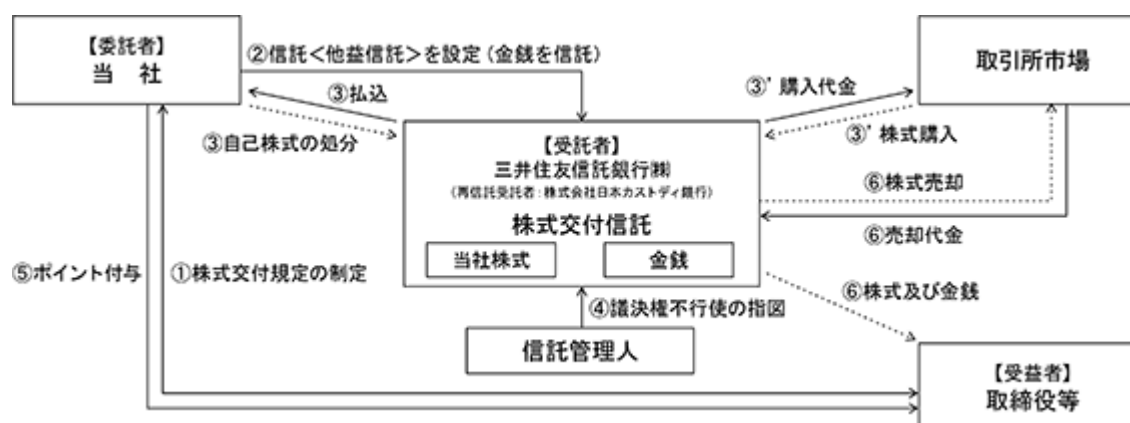 【委託者】
当 社
②信託<他益信託>を設定(金銭を信託)
③払込
③自己株式の処分
③’購入代金
③’株式購入
取引所市場
【受託者】
三井住友信託銀行㈱
(再信託受託者:株式会社日本カストディ銀行)
株式交付信託
当社株式
金銭
⑥株式売却
⑥売却代金
⑤ポイント付与
①株式交付規定の制定
④議決権不行使の指図
⑥株式及び金銭
信託管理人
【受益者】
取締役等